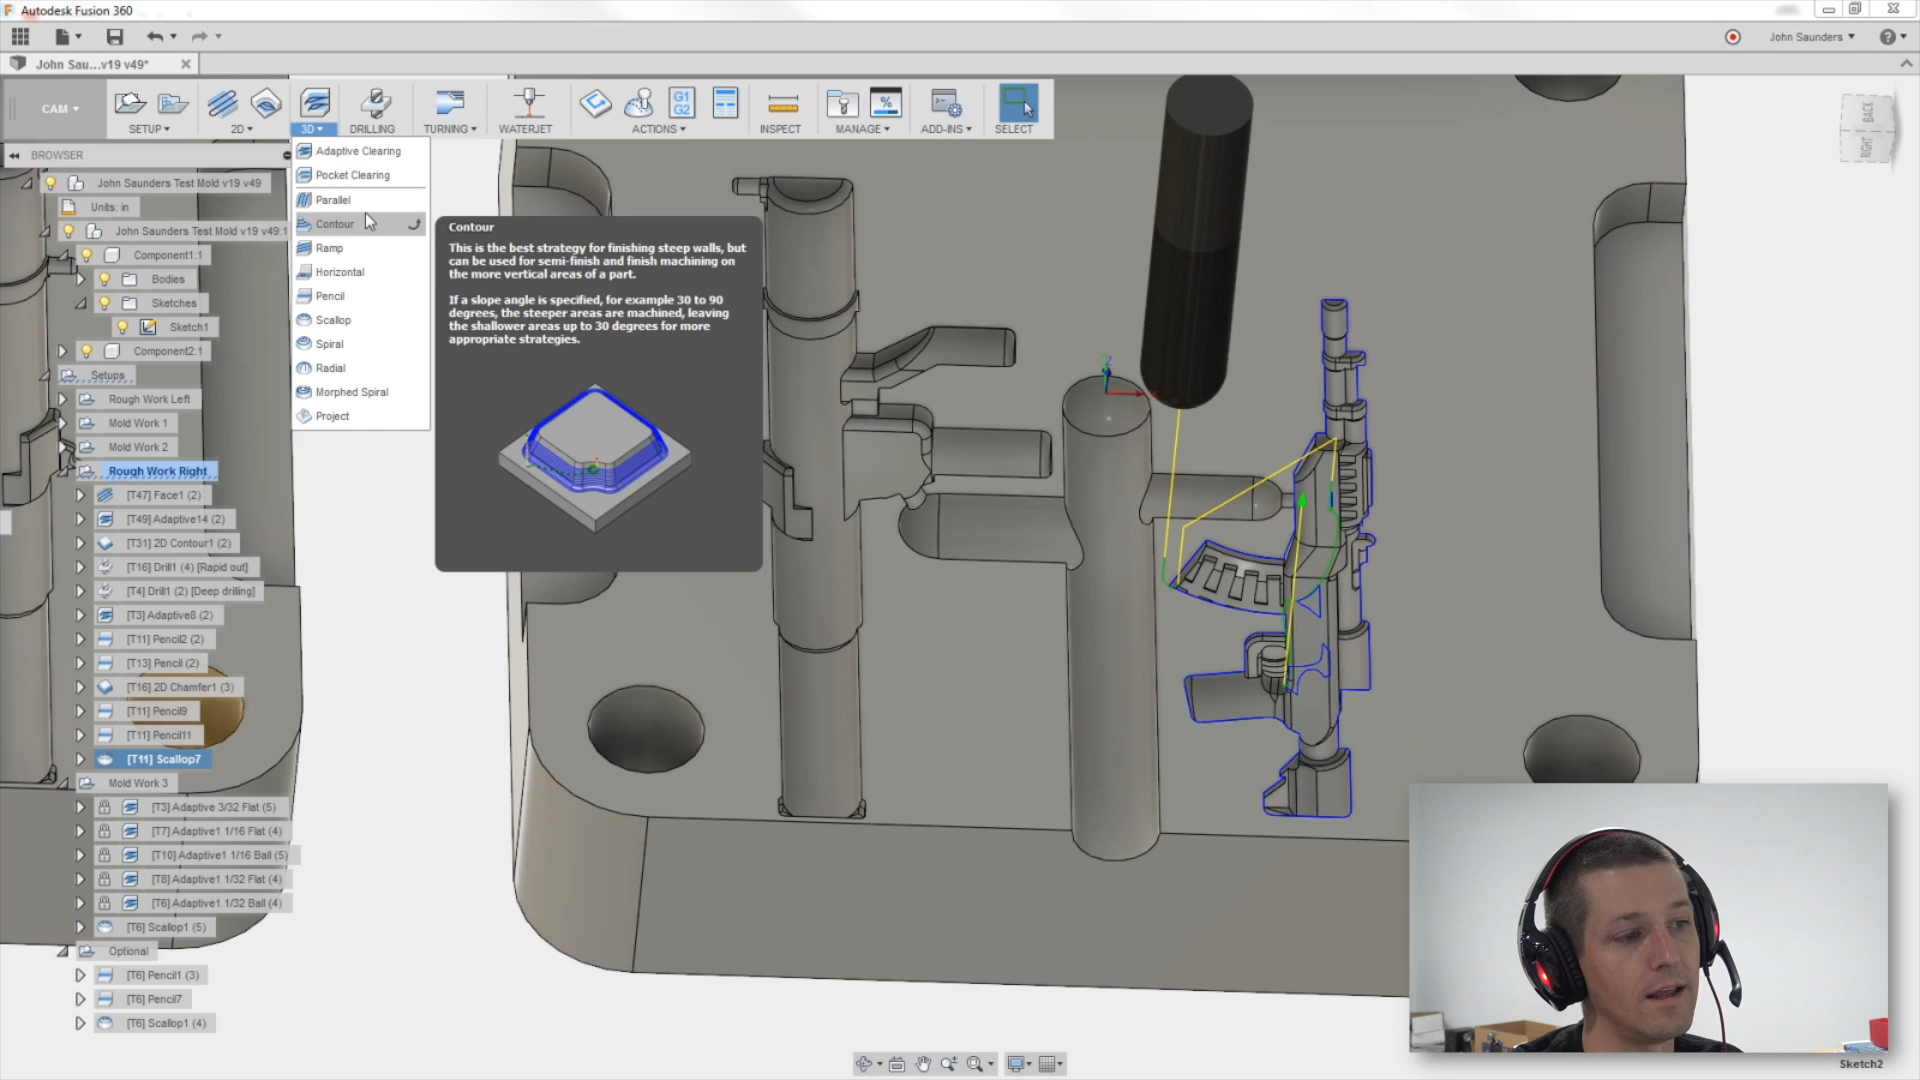 Autodesk Fusion 360
John Saunders
John Sau...v19 v49*
CAM
SETUP
2D
3D
DRILLING
TURNING
WATERJET
G1
G2
ACTIONS
INSPECT
MANAGE
ADD-INS
SELECT
BACK
RIGHT
BROWSER
John Saunders Test Mold v19 v49
Units: in
John Saunders Test Mold v19 v49:1
Component1:1
Bodies
Sketches
Sketch1
Component2:1
Setups
Rough Work Left
Mold Work 1
Mold Work 2
Rough Work Right
[T47] Face1 (2)
[T49] Adaptive14 (2)
[T31] 2D Contour1 (2)
[T16] Drill1 (4) [Rapid out]
[T4] Drill1 (2) [Deep drilling]
[T3] Adaptive8 (2)
[T11] Pencil2 (2)
[T13] Pencil (2)
[T16] 2D Chamfer1 (3)
[T11] Pencil9
[T11] Pencil11
[T11] Scallop7
Mold Work 3
[T3] Adaptive 3/32 Flat (5)
[T7] Adaptive1 1/16 Flat (4)
[T10] Adaptive1 1/16 Ball (5)
[T8] Adaptive1 1/32 Flat (4)
[T6] Adaptive1 1/32 Ball (4)
[T6] Scallop1 (5)
Optional
[T6] Pencil1 (3)
[T6] Pencil7
[T6] Scallop1 (4)
Adaptive Clearing
Pocket Clearing
Parallel
Contour
Ramp
Horizontal
Pencil
Scallop
Spiral
Radial
Morphed Spiral
Project
Contour
This is the best strategy for finishing steep walls, but
can be used for semi-finish and finish machining on
the more vertical areas of a part.
If a slope angle is specified, for example 30 to 90
degrees, the steeper areas are machined, leaving
the shallower areas up to 30 degrees for more
appropriate strategies.
Z
Sketch2